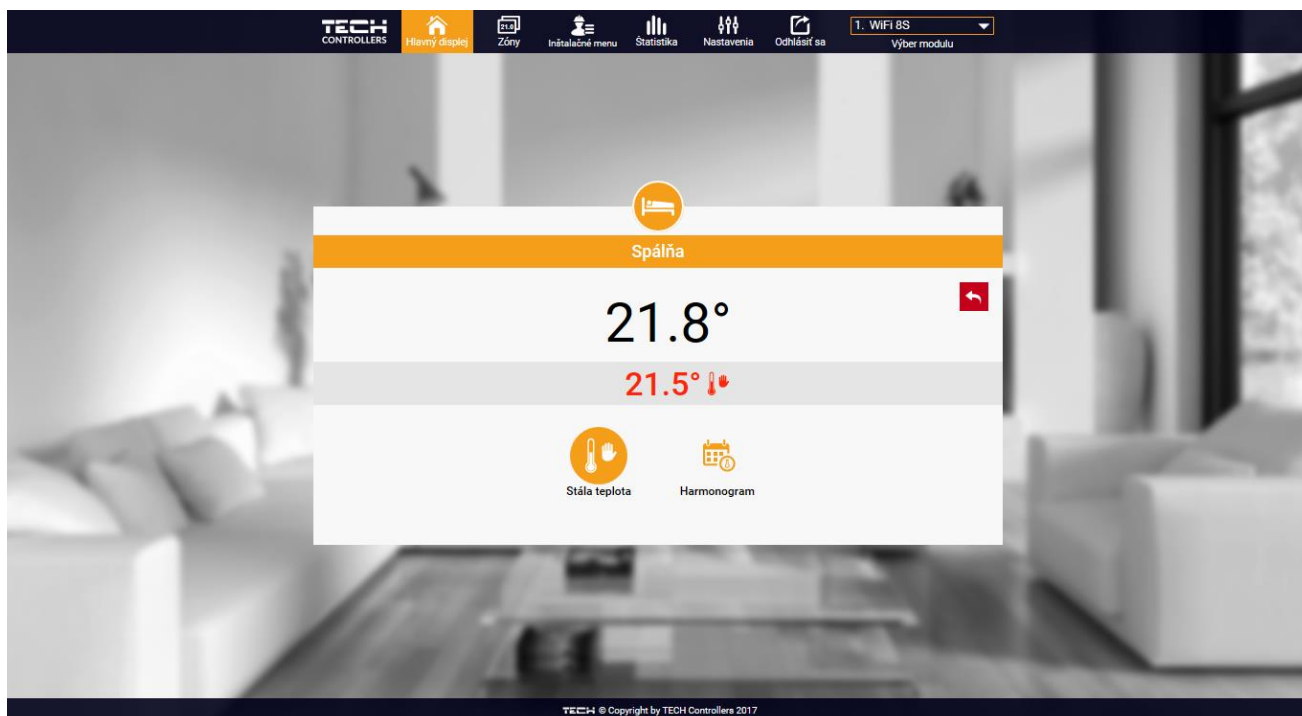 TECH
CONTROLLERS
Hlavný displej
21.0
Zóny
Inštalačné menu
Štatistika
Nastavenia
Odhlásiť sa
1. WiFi 8S
Výber modulu
Spálňa
21.8°
21.5°
Stála teplota
Harmonogram
TECH © Copyright by TECH Controllers 2017